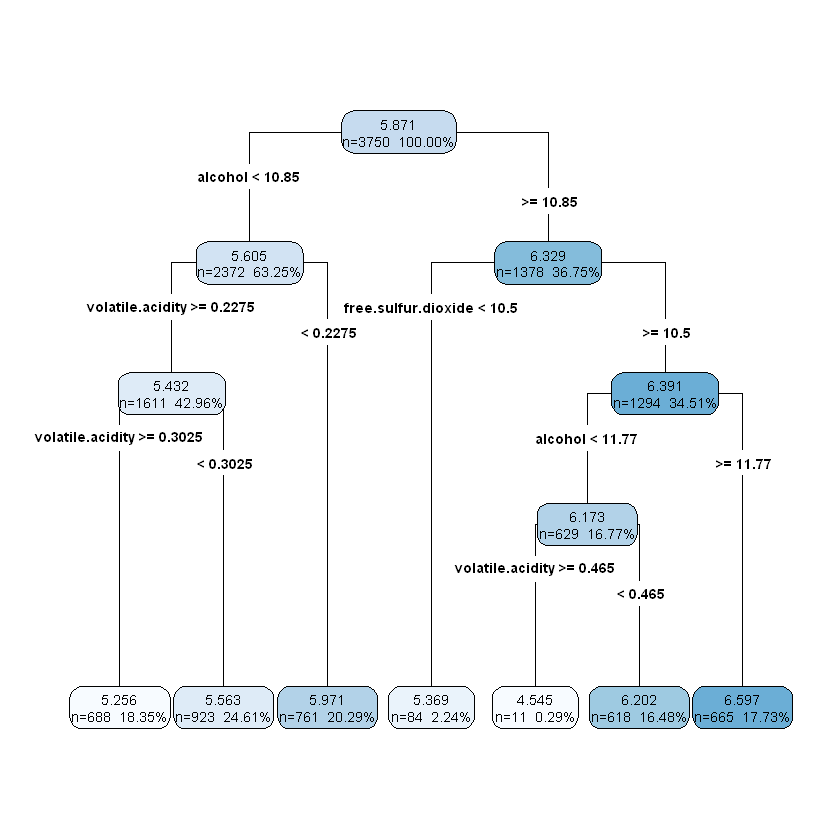 5.871
n=3750 100.00%
alcohol < 10.85
>= 10.85
5.605
n=2372 63.25%
6.329
n=1378 36.75%
volatile.acidity >= 0.2275
< 0.2275
free.sulfur.dioxide < 10.5
>= 10.5
5.432
n=1611 42.96%
6.391
n=1294 34.51%
volatile.acidity >= 0.3025
< 0.3025
alcohol < 11.77
>= 11.77
6.173
n=629 16.77%
volatile.acidity >= 0.465
< 0.465
5.256
n=688 18.35%
5.563
n=923 24.61%
5.971
n=761 20.29%
5.369
n=84 2.24%
4.545
n=11 0.29%
6.202
n=618 16.48%
6.597
n=665 17.73%